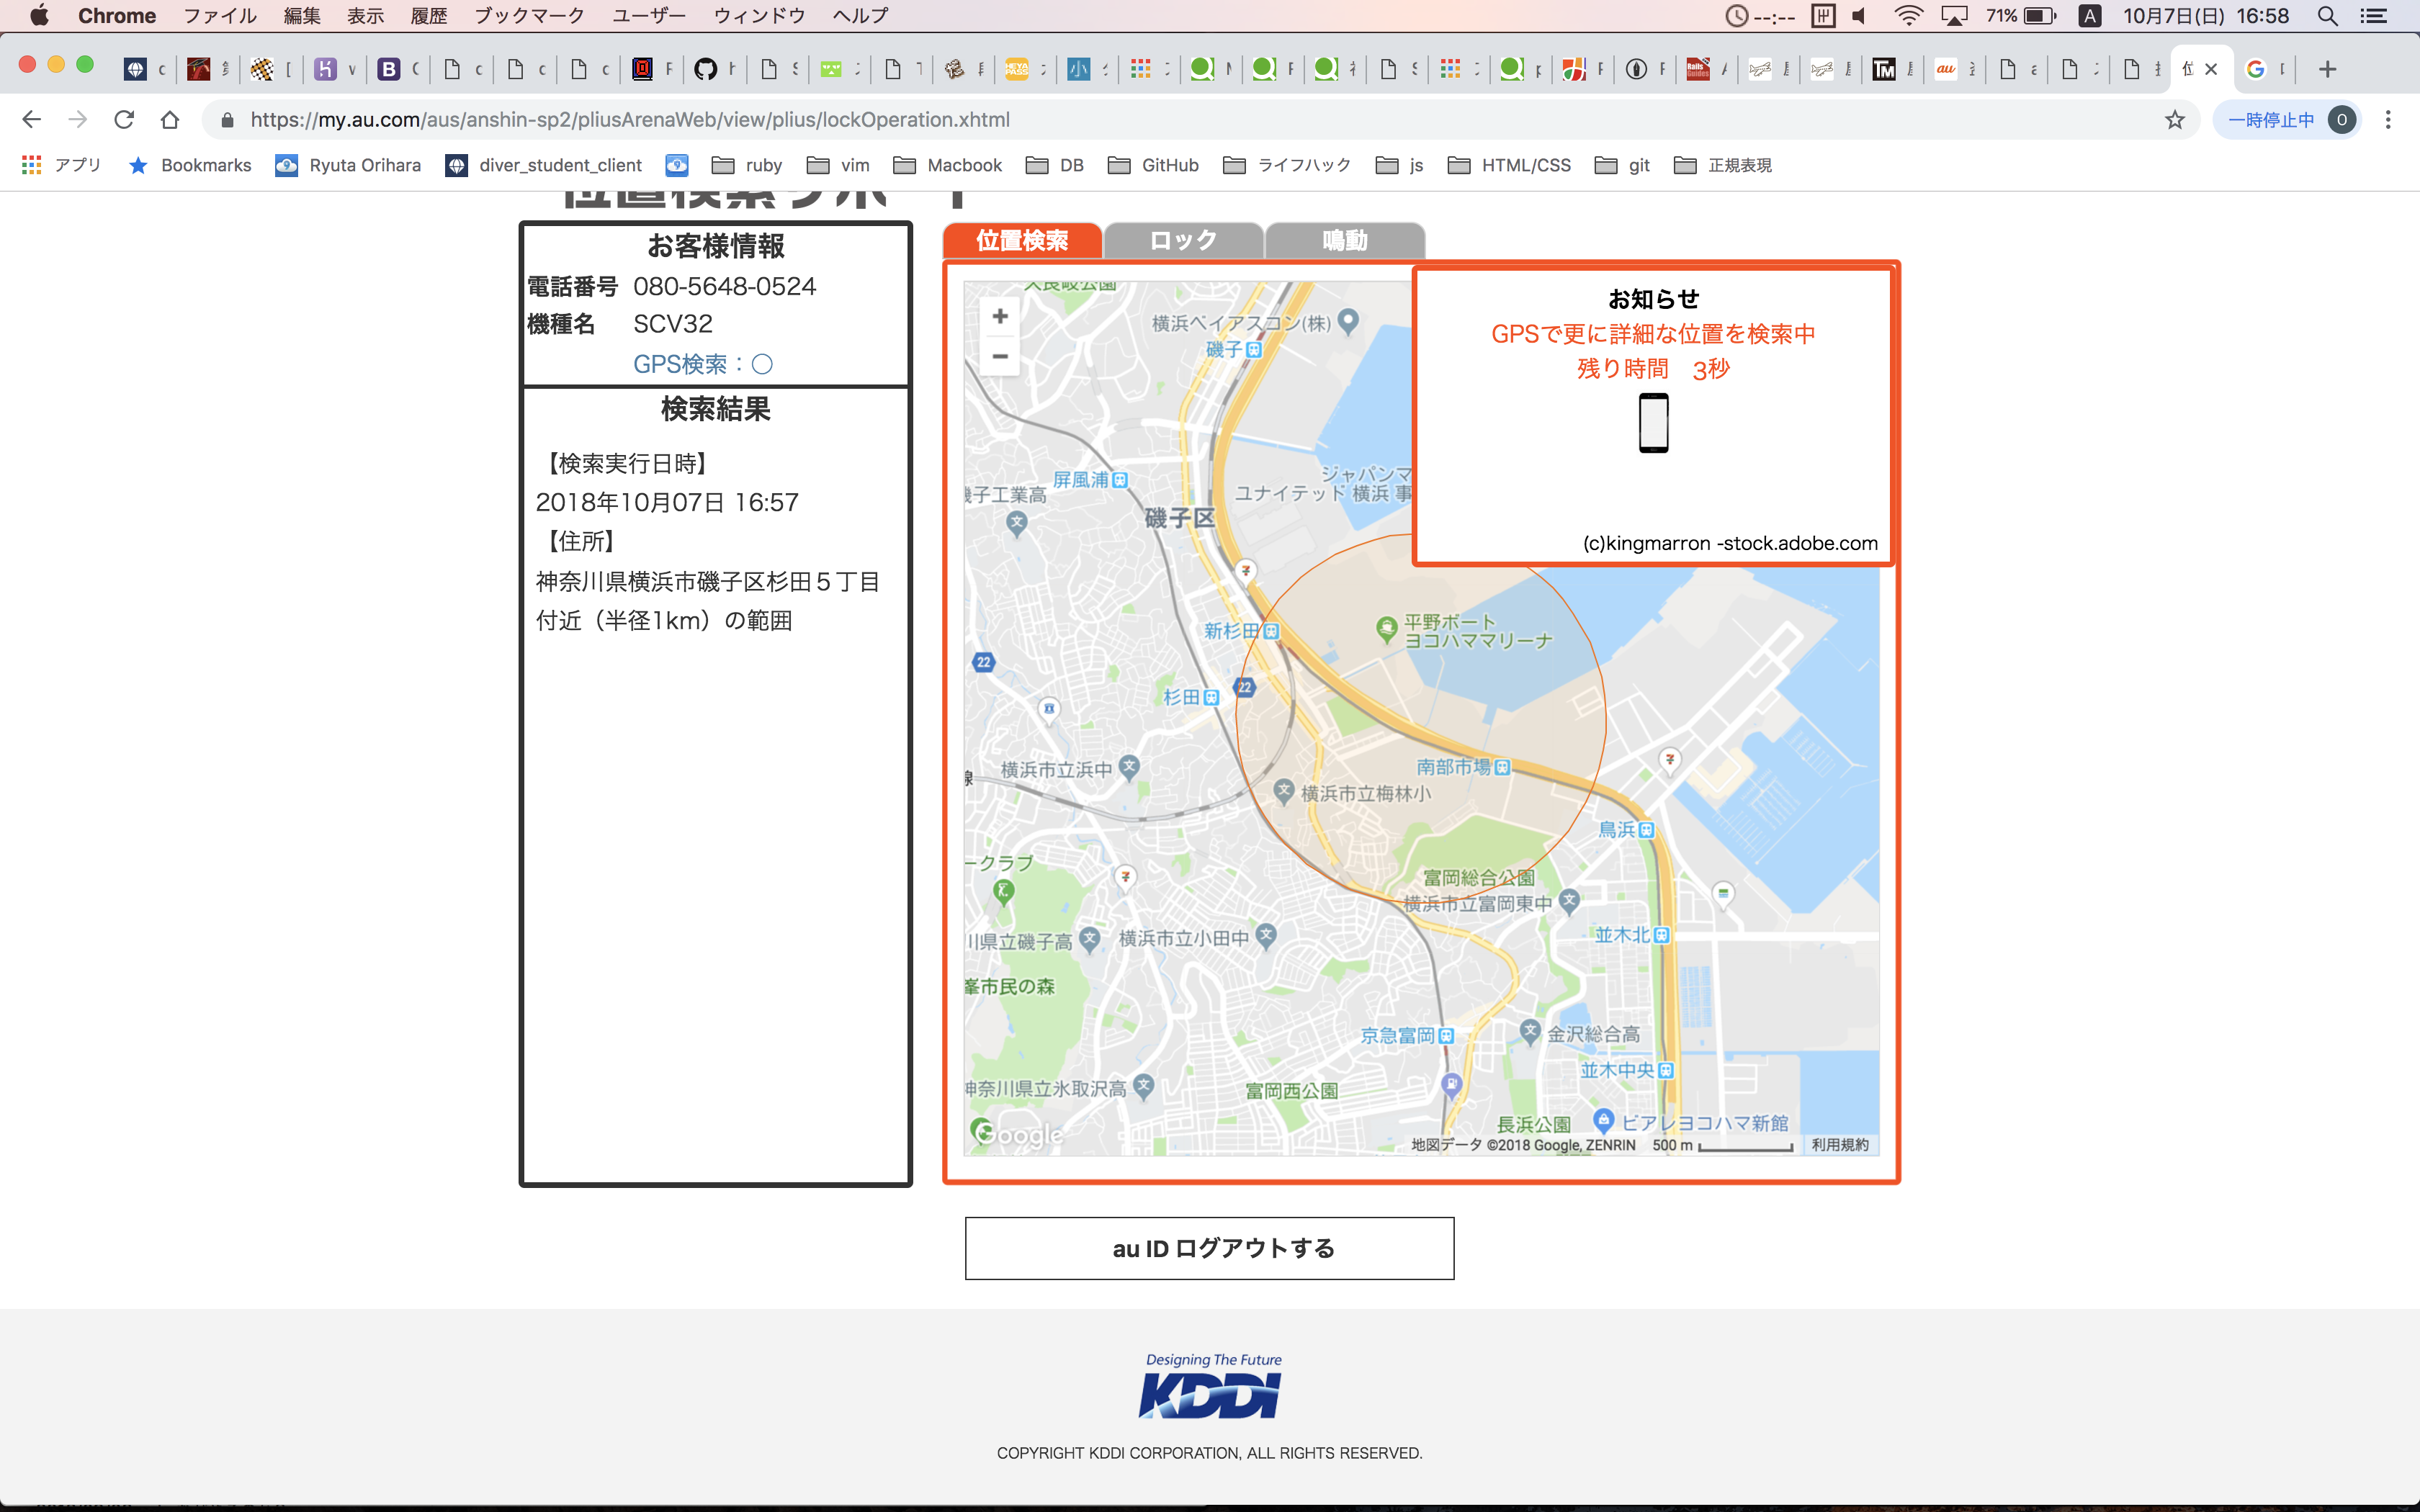 Chrome ファイル 編集 表示 履歴 ブックマーク ユーザー ウィンドウ ヘルプ --:-- 71% A 10月7日(日) 16:58
https://my.au.com/aus/anshin-sp2/pliusArenaWeb/view/plius/lockOperation.xhtml 一時停止中 O
アプリ Bookmarks Ryuta Orihara diver_student_client ruby vim Macbook DB GitHub ライフハック js HTML/CSS git 正規表現
位置検索サポート
お客様情報
電話番号 080-5648-0524
機種名 SCV32
GPS検索：○
検索結果
【検索実行日時】
2018年10月07日 16:57
【住所】
神奈川県横浜市磯子区杉田５丁目
付近（半径1km）の範囲
位置検索 ロック 鳴動
お知らせ
GPSで更に詳細な位置を検索中
残り時間 3秒
(c)kingmarron -stock.adobe.com
+
−
久良岐公園
横浜ベイアスコン(株)
磯子
屏風浦
ジャパンマ
ユナイテッド 横浜 事
磯子工業高
磯子区
平野ボート
ヨコハママリーナ
新杉田
22
22
杉田
横浜市立浜中
南部市場
横浜市立梅林小
鳥浜
ークラブ
富岡総合公園
横浜市立富岡東中
川県立磯子高
横浜市立小田中
並木北
峯市民の森
京急富岡
金沢総合高
並木中央
神奈川県立氷取沢高
富岡西公園
長浜公園
ビアレヨコハマ新館
Google
地図データ ©2018 Google, ZENRIN 500 m 利用規約
au ID ログアウトする
Designing The Future
KDDI
COPYRIGHT KDDI CORPORATION, ALL RIGHTS RESERVED.